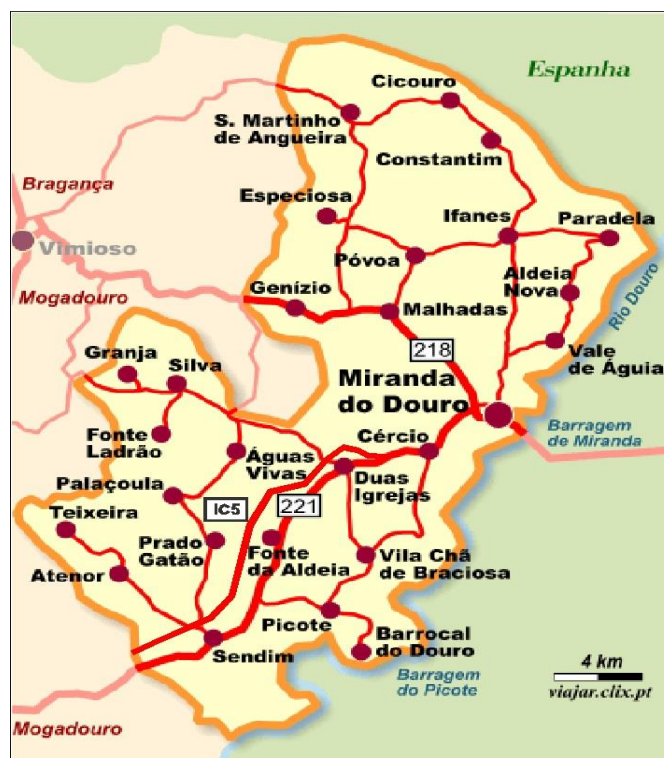 Espanha
Cicouro
S. Martinho
de Angueira
Constantim
Bragança
Especiosa
Ifanes
Paradela
Vimioso
Póvoa
Aldeia
Nova
Rio Douro
Mogadouro
Genízio
Malhadas
218
Vale
de Águia
Granja
Silva
Miranda
do Douro
Barragem
de Miranda
Fonte
Ladrão
Águas
Vivas
Cércio
Duas
Igrejas
Palaçoula
IC5
221
Teixeira
Prado
Gatão
Fonte
da Aldeia
Vila Chã
de Braciosa
Atenor
Picote
Sendim
Barrocal
do Douro
Barragem
do Picote
4 km
viajar.clix.pt
Mogadouro